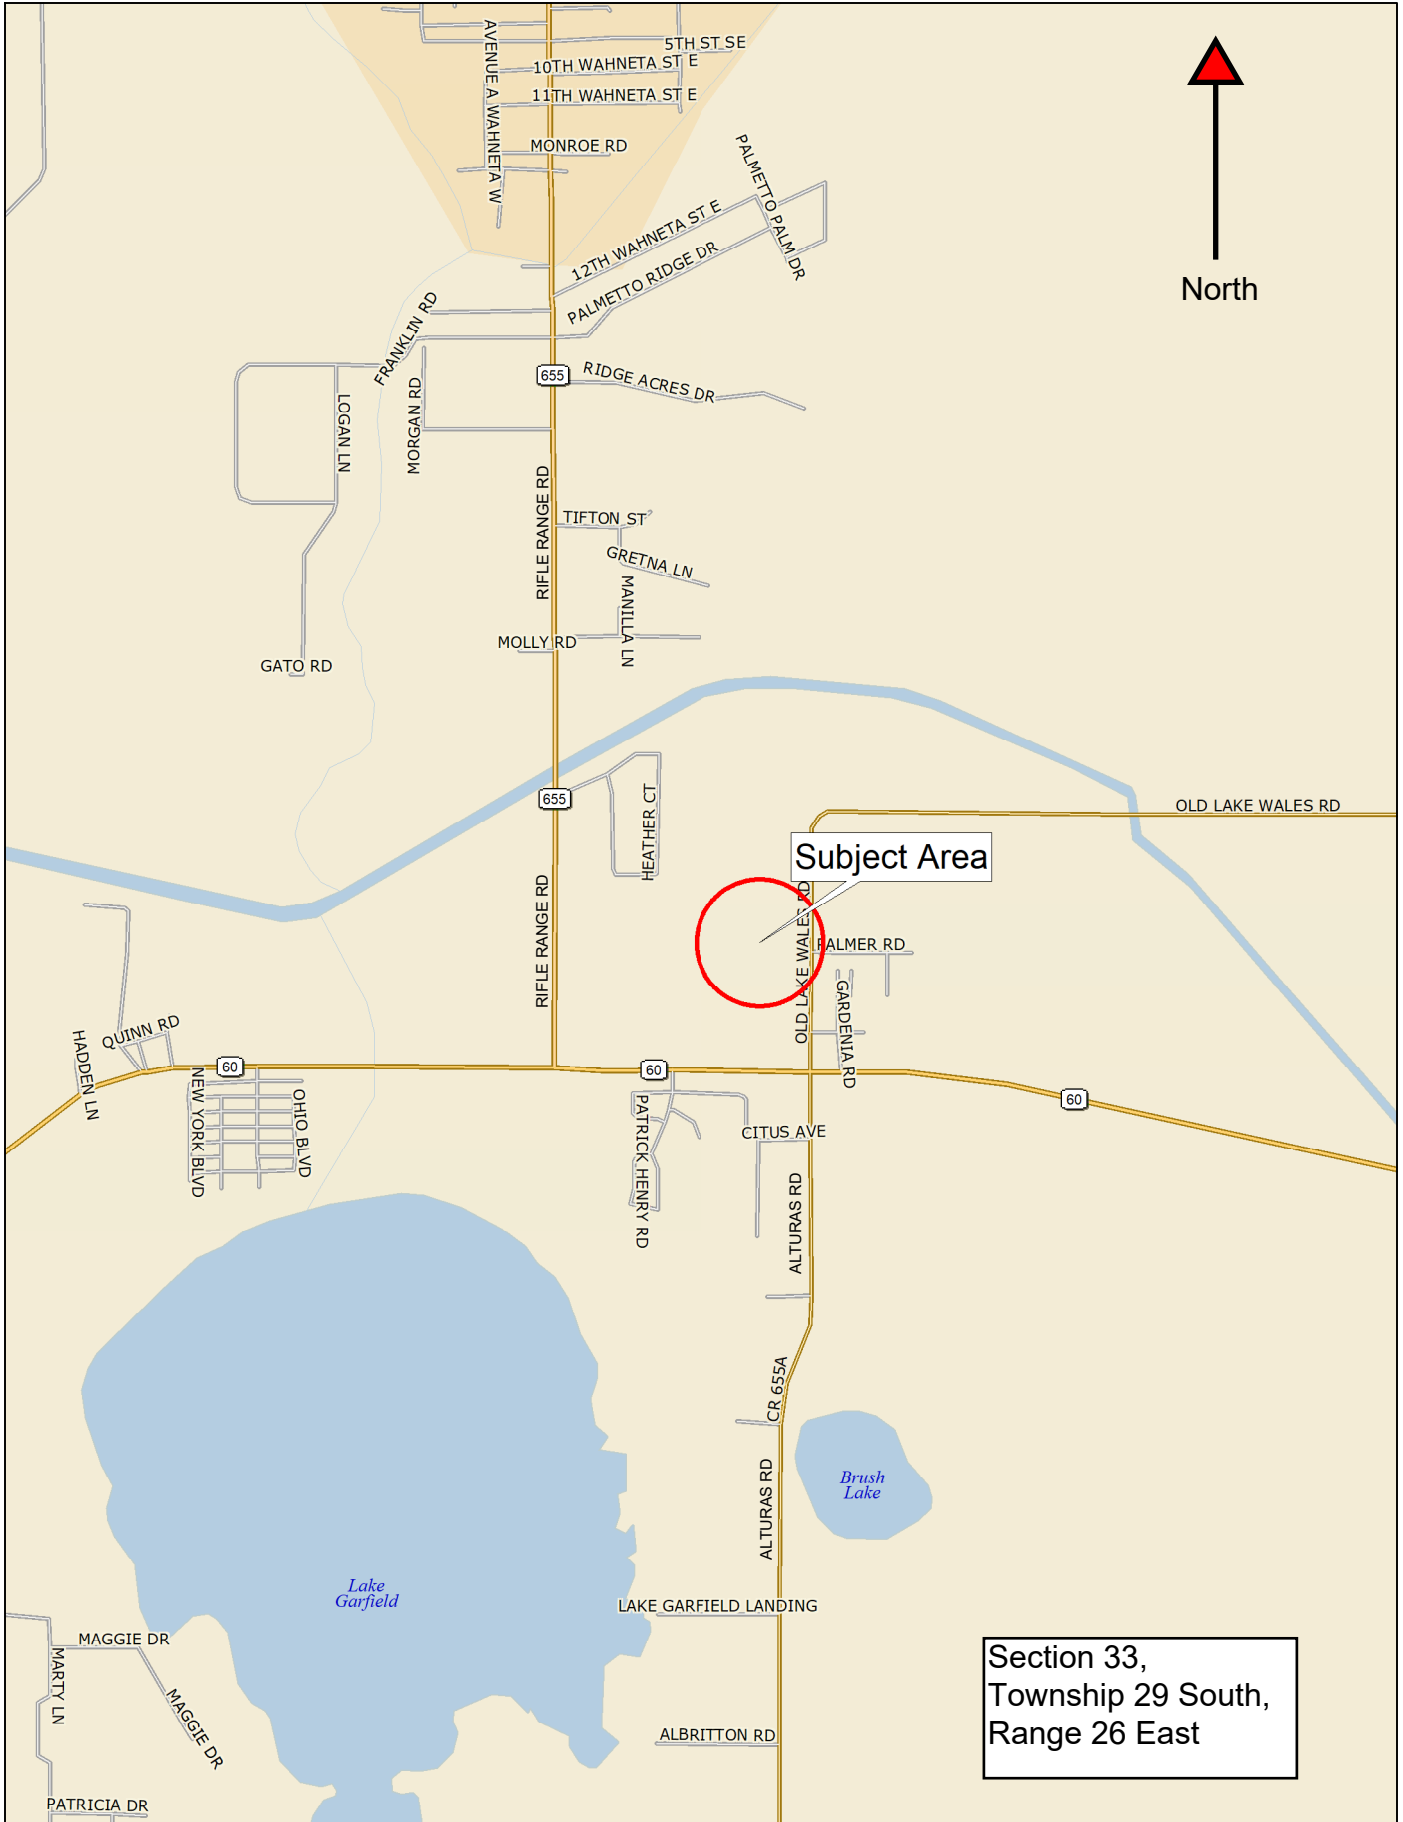 5TH ST SE
AVENUE A WAHNETA W
10TH WAHNETA ST E
11TH WAHNETA ST E
MONROE RD
PALMETTO PALM DR
12TH WAHNETA ST E
PALMETTO RIDGE DR
North
FRANKLIN RD
655
RIDGE ACRES DR
LOGAN LN
MORGAN RD
RIFLE RANGE RD
TIFTON ST
GRETNA LN
MANILLA LN
MOLLY RD
GATO RD
655
HEATHER CT
OLD LAKE WALES RD
Subject Area
RIFLE RANGE RD
OLD LAKE WALES RD
PALMER RD
GARDENIA RD
QUINN RD
HADDEN LN
60
60
60
NEW YORK BLVD
OHIO BLVD
PATRICK HENRY RD
CITUS AVE
ALTURAS RD
CR 655A
Brush
Lake
ALTURAS RD
Lake
Garfield
LAKE GARFIELD LANDING
MAGGIE DR
MARTY LN
MAGGIE DR
Section 33,
Township 29 South,
Range 26 East
ALBRITTON RD
PATRICIA DR